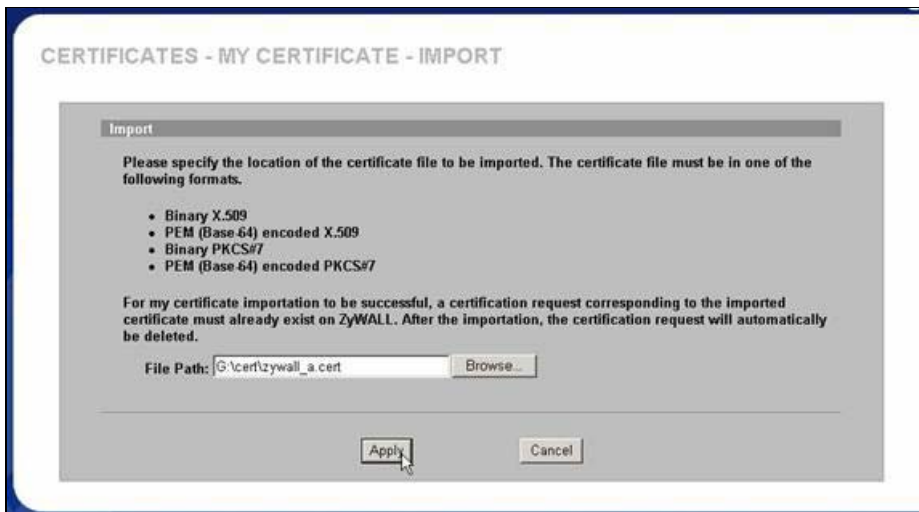 CERTIFICATES - MY CERTIFICATE - IMPORT
Import
Please specify the location of the certificate file to be imported. The certificate file must be in one of the
following formats.
• Binary X.509
• PEM (Base-64) encoded X.509
• Binary PKCS#7
• PEM (Base-64) encoded PKCS#7
For my certificate importation to be successful, a certification request corresponding to the imported
certificate must already exist on ZyWALL. After the importation, the certification request will automatically
be deleted.
File Path: G:\cert\zywall_a.cert Browse...
Apply Cancel